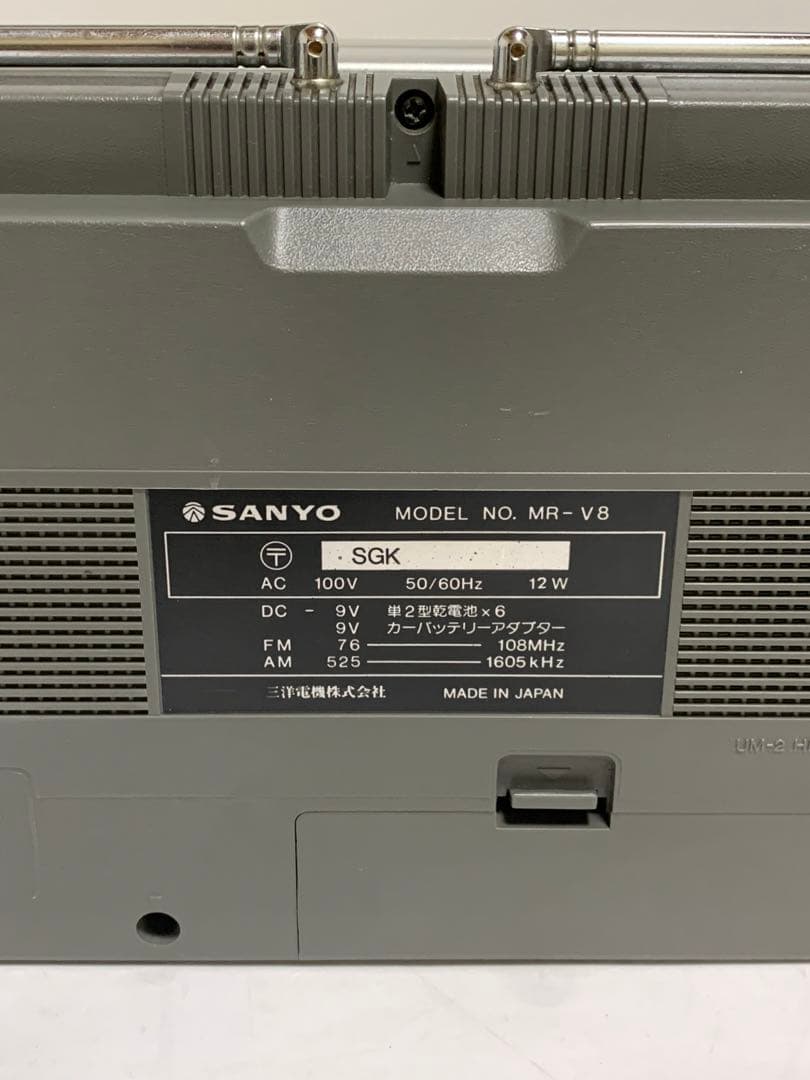 SANYO MODEL NO. MR-V8
〒 ・SGK
AC 100V 50/60Hz 12W
DC - 9V 単2型乾電池×6
9V カーバッテリーアダプター
FM 76 — 108MHz
AM 525 — 1605kHz
三洋電機株式会社 MADE IN JAPAN
UM-2